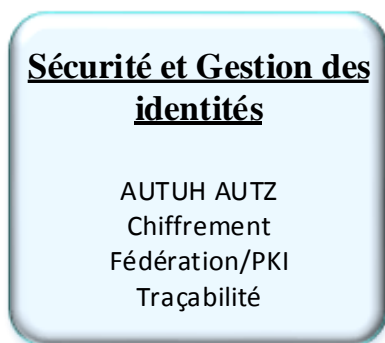 Sécurité et Gestion des
identités
AUTUH AUTZ
Chiffrement
Fédération/PKI
Traçabilité